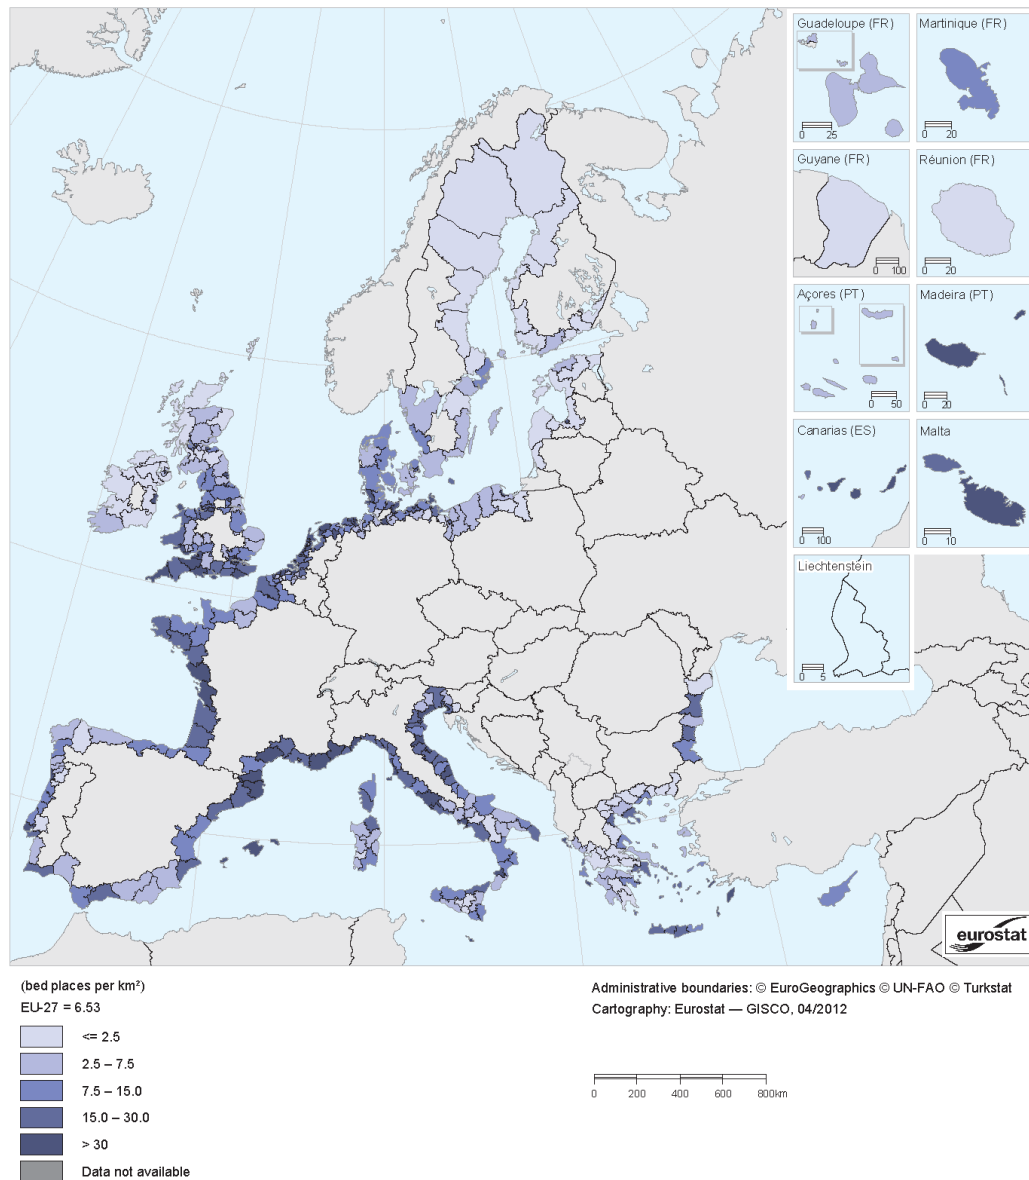 Guadeloupe (FR)
0 25
Martinique (FR)
0 20
Guyane (FR)
0 100
Réunion (FR)
0 20
Açores (PT)
0 50
Madeira (PT)
0 20
Canarias (ES)
0 100
Malta
0 10
Liechtenstein
0 5
eurostat
(bed places per km²)
EU-27 = 6.53
<= 2.5
2.5 – 7.5
7.5 – 15.0
15.0 – 30.0
> 30
Data not available
Administrative boundaries: © EuroGeographics © UN-FAO © Turkstat
Cartography: Eurostat — GISCO, 04/2012
0 200 400 600 800km